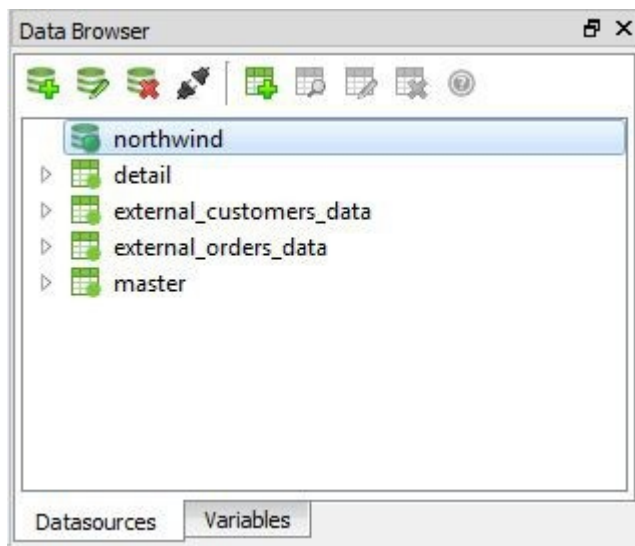 Data Browser
northwind
detail
external_customers_data
external_orders_data
master
Datasources Variables